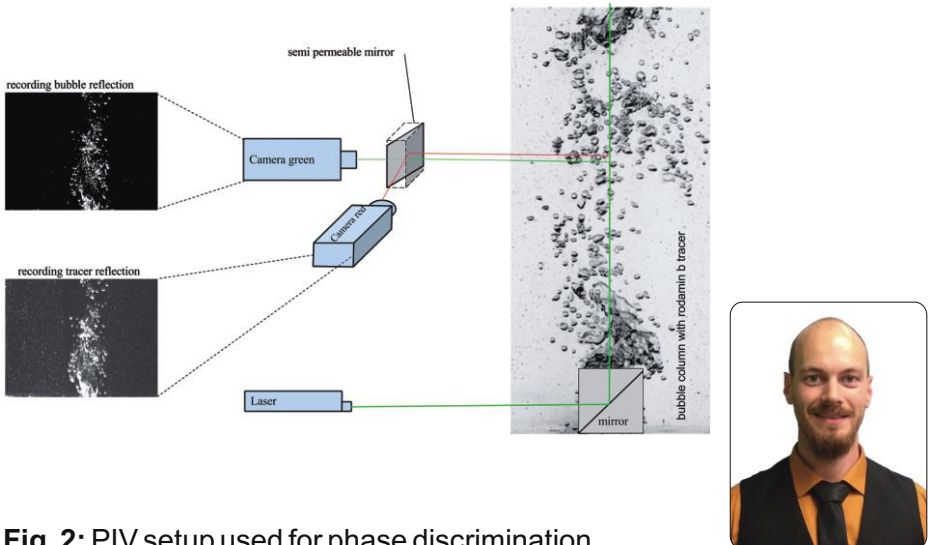 semi permeable mirror
recording bubble reflection
Camera green
Camera red
recording tracer reflection
bubble column with rodamin b tracer
Laser
mirror
Fig. 2: PIV setup used for phase discrimination